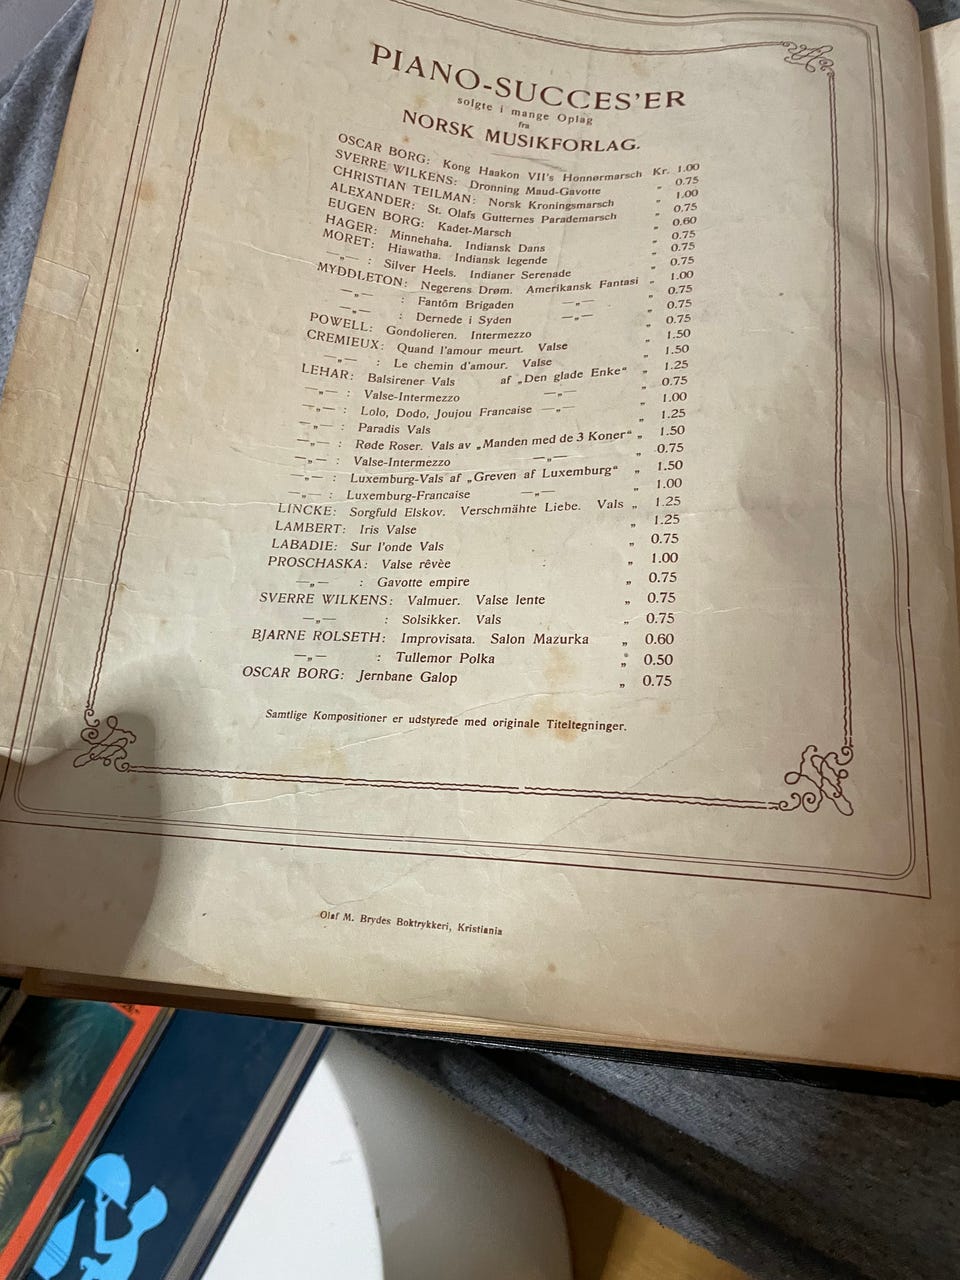 PIANO-SUCCES'ER
solgte i mange Oplag
fra
NORSK MUSIKFORLAG.
OSCAR BORG: Kong Haakon VII's Honnørmarsch Kr. 1.00
SVERRE WILKENS: Dronning Maud-Gavotte „ 0.75
CHRISTIAN TEILMAN: Norsk Kroningsmarsch „ 1.00
ALEXANDER: St. Olafs Gutternes Parademarsch „ 0.75
EUGEN BORG: Kadet-Marsch „ 0.60
HAGER: Minnehaha. Indiansk Dans „ 0.75
MORET: Hiawatha. Indiansk legende „ 0.75
—„— : Silver Heels. Indianer Serenade „ 0.75
MYDDLETON: Negerens Drøm. Amerikansk Fantasi „ 1.00
—„— : Fantôm Brigaden —„— „ 0.75
—„— : Dernede i Syden —„— „ 0.75
POWELL: Gondolieren. Intermezzo „ 0.75
CREMIEUX: Quand l'amour meurt. Valse „ 1.50
—„— : Le chemin d'amour. Valse „ 1.50
LEHAR: Balsirener Vals af „Den glade Enke“ „ 1.25
—„— : Valse-Intermezzo —„— „ 0.75
—„— : Lolo, Dodo, Joujou Francaise —„— „ 1.00
—„— : Paradis Vals „ 1.25
—„— : Røde Roser. Vals av „Manden med de 3 Koner“ „ 1.50
—„— : Valse-Intermezzo —„— „ 0.75
—„— : Luxemburg-Vals af „Greven af Luxemburg“ „ 1.50
—„— : Luxemburg-Francaise —„— „ 1.00
LINCKE: Sorgfuld Elskov. Verschmähte Liebe. Vals „ 1.25
LAMBERT: Iris Valse „ 1.25
LABADIE: Sur l'onde Vals „ 0.75
PROSCHASKA: Valse rêvèe : „ 1.00
—„— : Gavotte empire „ 0.75
SVERRE WILKENS: Valmuer. Valse lente „ 0.75
—„— : Solsikker. Vals „ 0.75
BJARNE ROLSETH: Improvisata. Salon Mazurka „ 0.60
—„— : Tullemor Polka „ 0.50
OSCAR BORG: Jernbane Galop „ 0.75
Samtlige Kompositioner er udstyrede med originale Titeltegninger.
Olaf M. Brydes Boktrykkeri, Kristiania